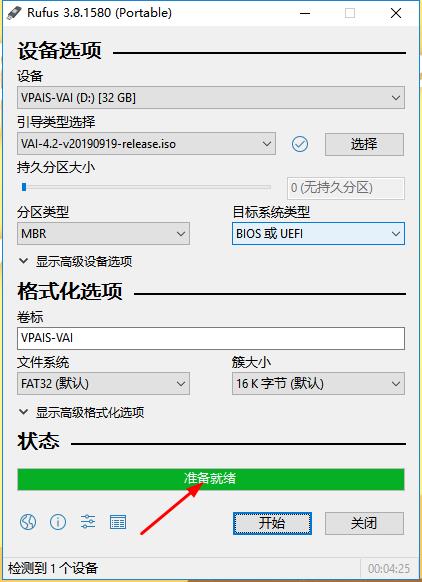 Rufus 3.8.1580 (Portable)
设备选项
设备
VPAIS-VAI (D:) [32 GB]
引导类型选择
VAI-4.2-v20190919-release.iso
选择
持久分区大小
0 (无持久分区)
分区类型
目标系统类型
MBR
BIOS 或 UEFI
显示高级设备选项
格式化选项
卷标
VPAIS-VAI
文件系统
簇大小
FAT32 (默认)
16 K 字节 (默认)
显示高级格式化选项
状态
准备就绪
开始
关闭
检测到 1 个设备
00:04:25